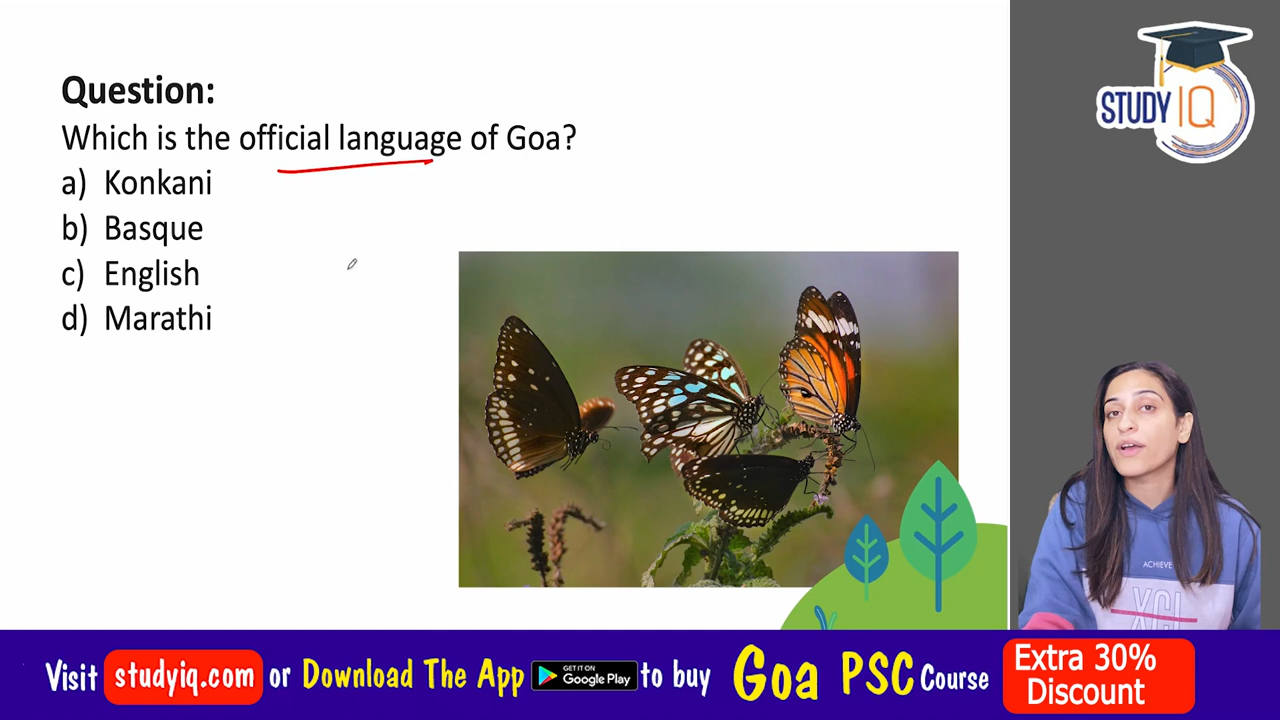 Question:
Which is the official language of Goa?
a) Konkani
b) Basque
c) English
d) Marathi
STUDY IQ
ACHIEVE
XCI
Visit studyiq.com or Download The App GET IT ON Google Play to buy Goa PSC Course
Extra 30%
Discount